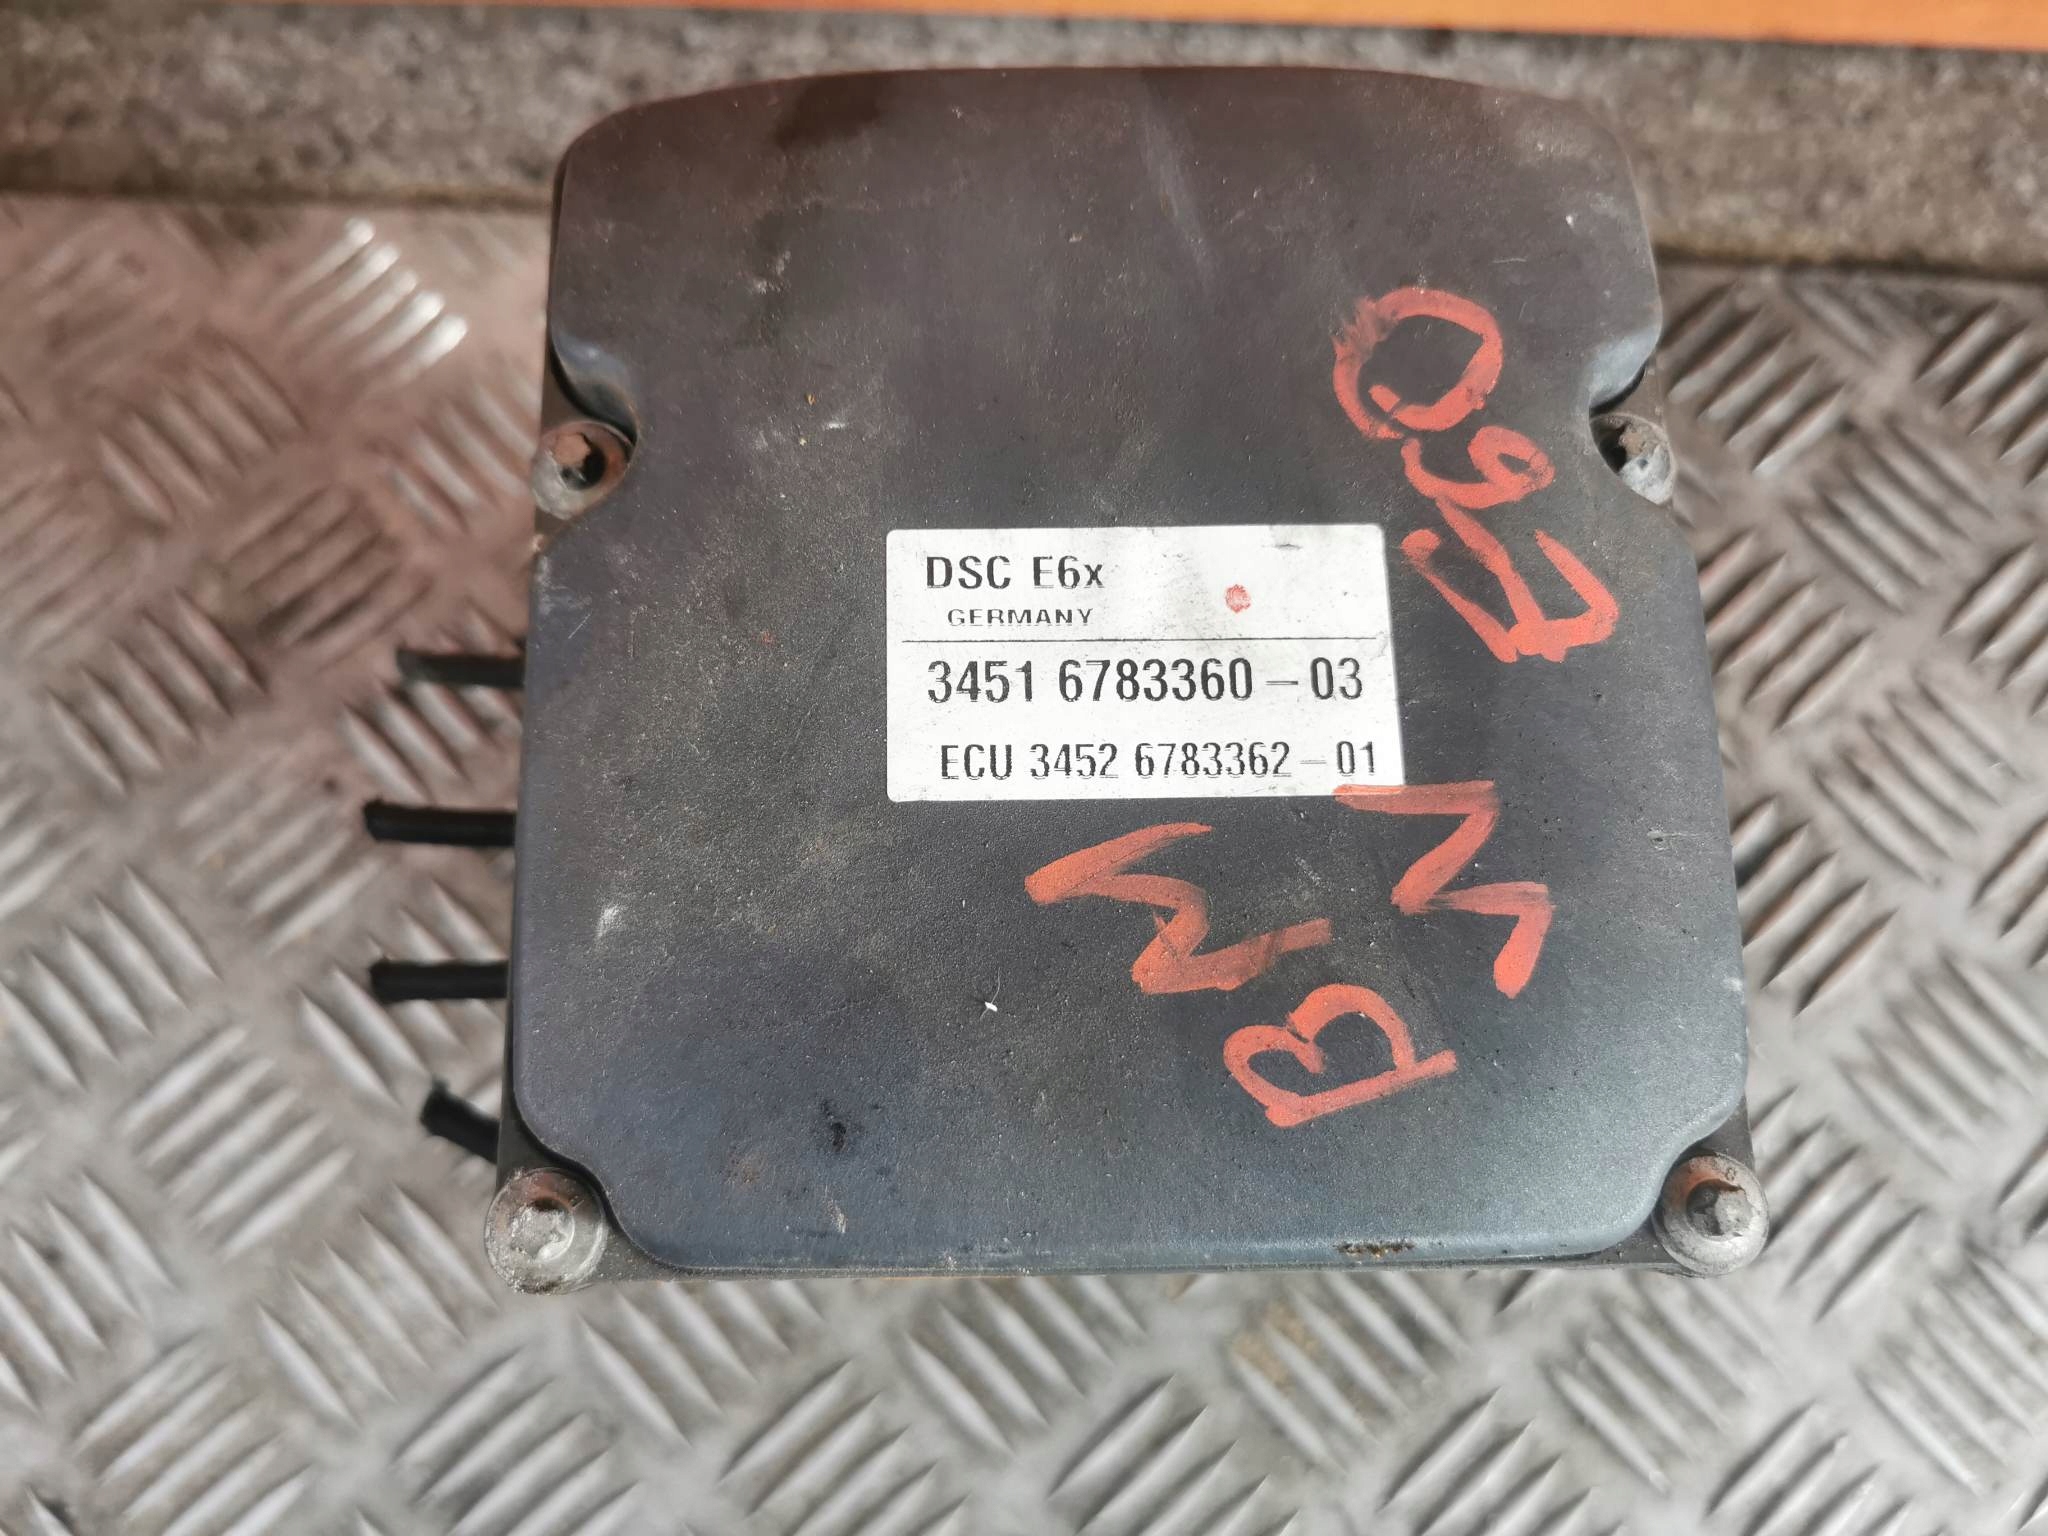 DSC E6x
GERMANY
3451 6783360-03
ECU 3452 6783362-01
BMW
E60